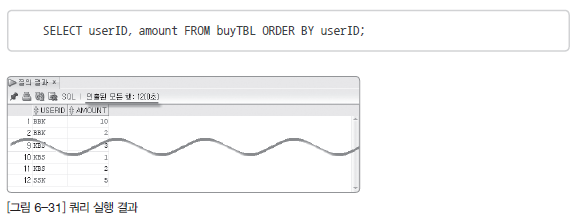 SELECT userID, amount FROM buyTBL ORDER BY userID;
질의 결과 ×
SQL | 인출된 모든 행: 12(0초)
USERID AMOUNT
1 BBK 10
2 BBK 2
9 KBS 3
10 KBS 1
11 KBS 2
12 SSK 5
[그림 6-31] 쿼리 실행 결과